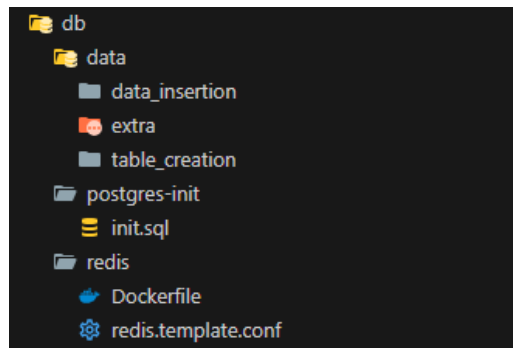 db
data
data_insertion
extra
table_creation
postgres-init
init.sql
redis
Dockerfile
redis.template.conf